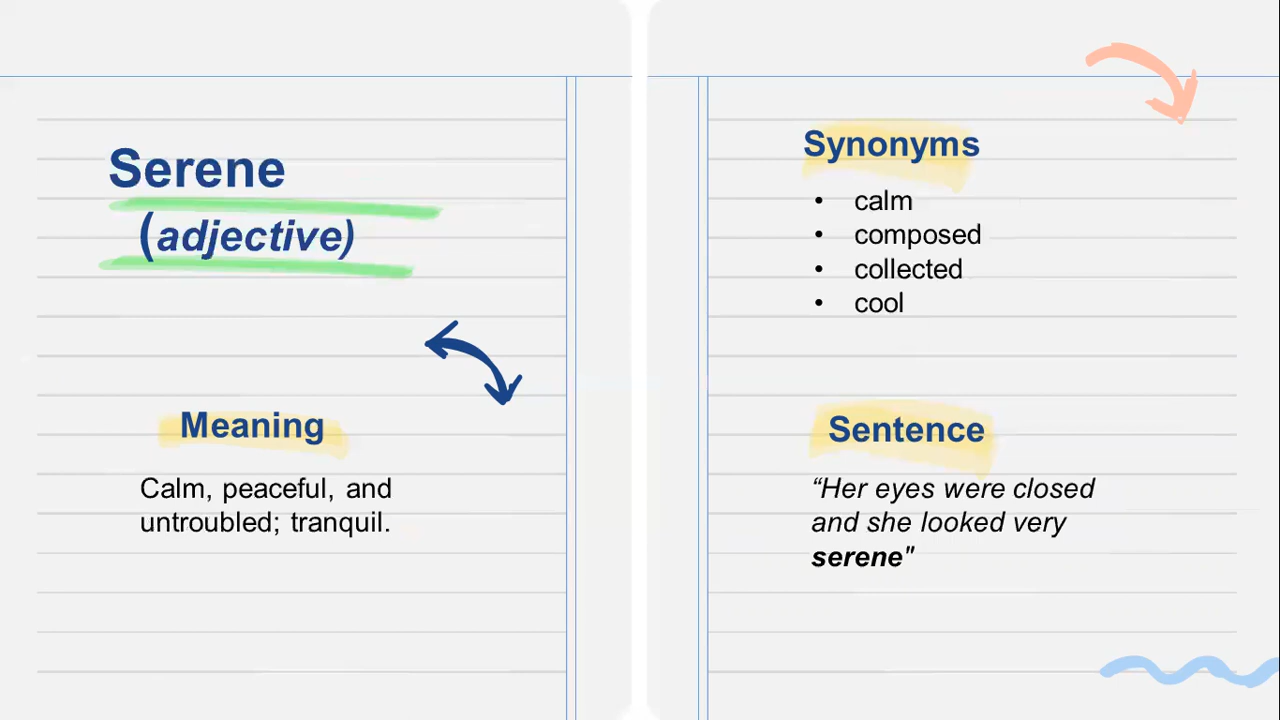 Serene
(adjective)
Meaning
Calm, peaceful, and
untroubled; tranquil.
Synonyms
• calm
• composed
• collected
• cool
Sentence
“Her eyes were closed
and she looked very
serene"